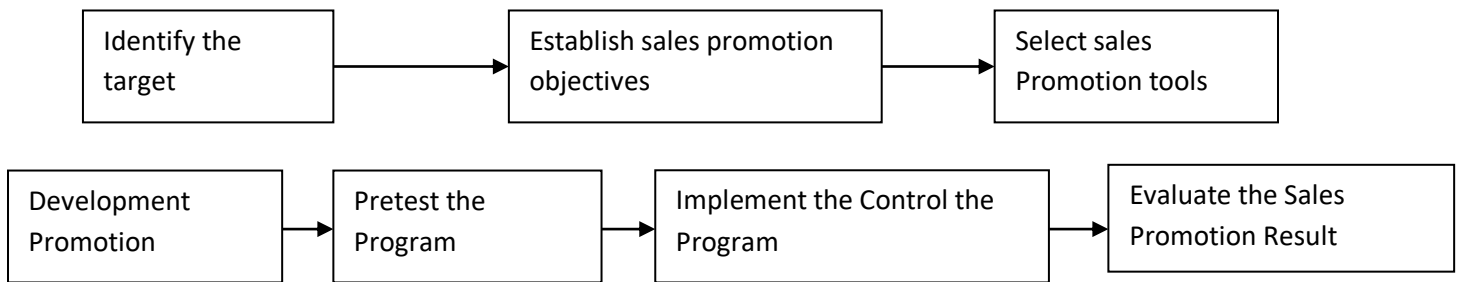 Identify the
target
Establish sales promotion
objectives
Select sales
Promotion tools
Development
Promotion
Pretest the
Program
Implement the Control the
Program
Evaluate the Sales
Promotion Result